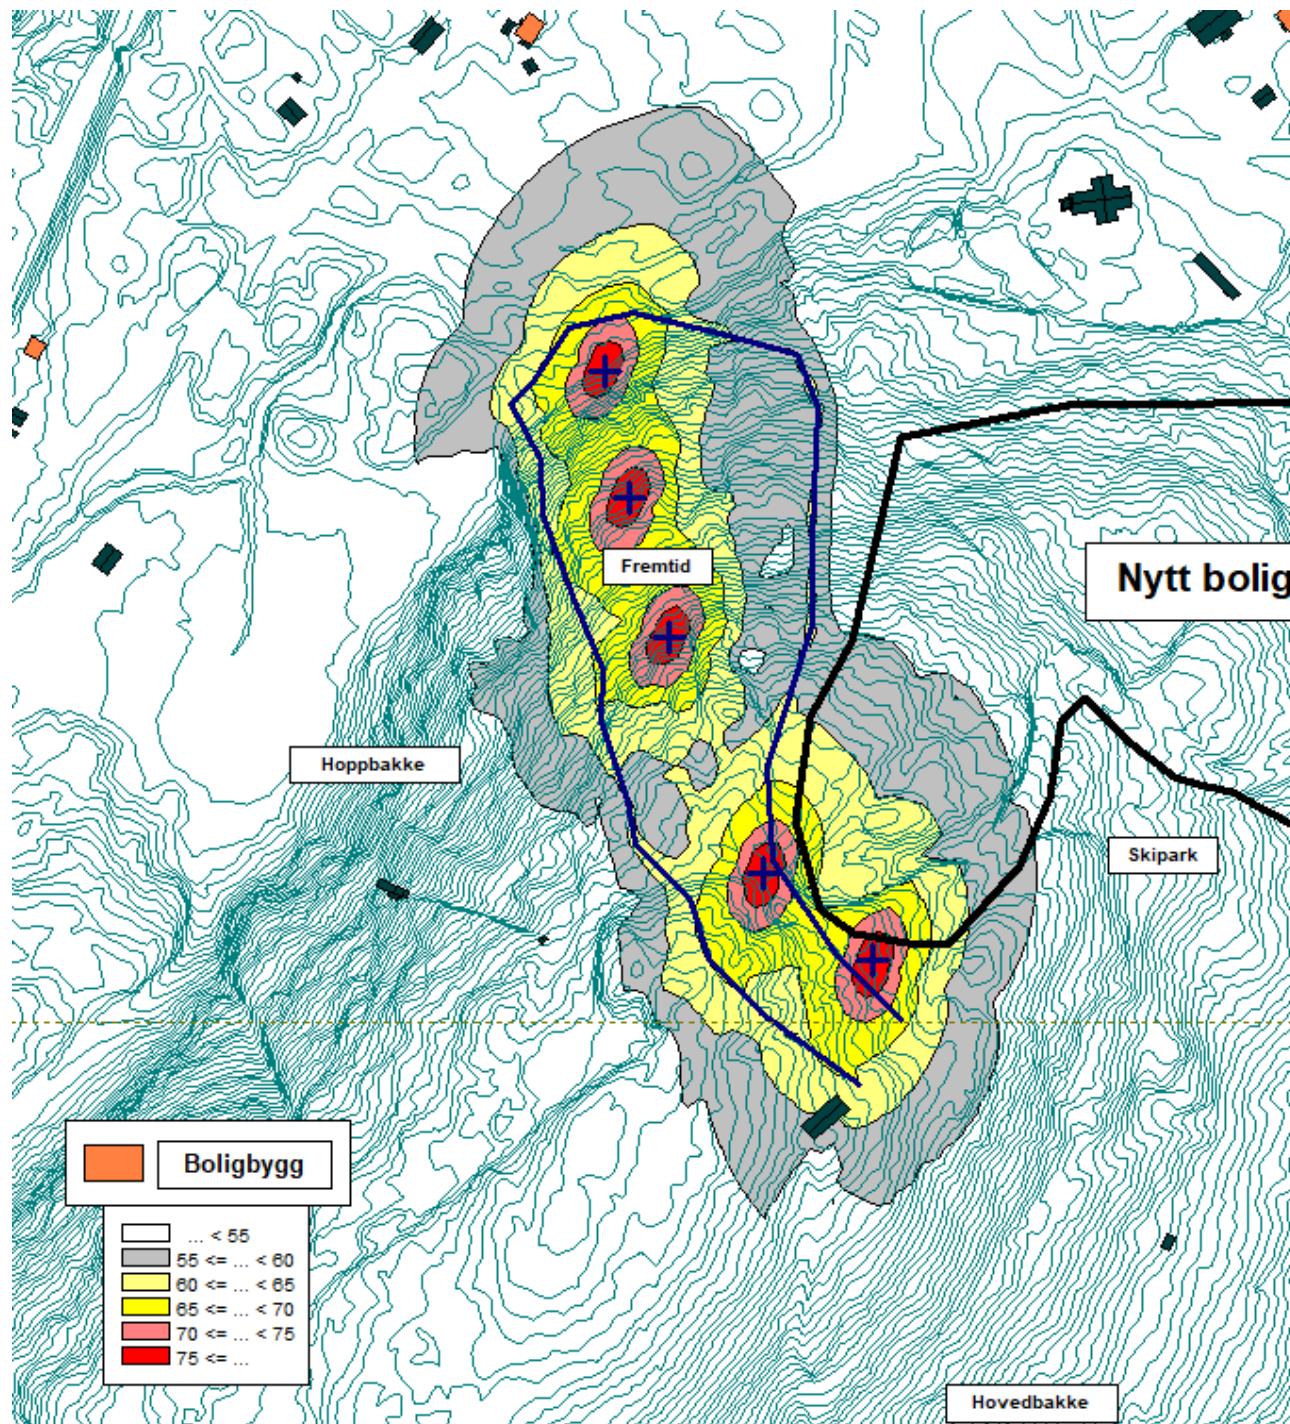 Fremtid
Nytt bolig
Hoppbakke
Skipark
Boligbygg
... < 55
55 <= ... < 60
60 <= ... < 65
65 <= ... < 70
70 <= ... < 75
75 <= ...
Hovedbakke